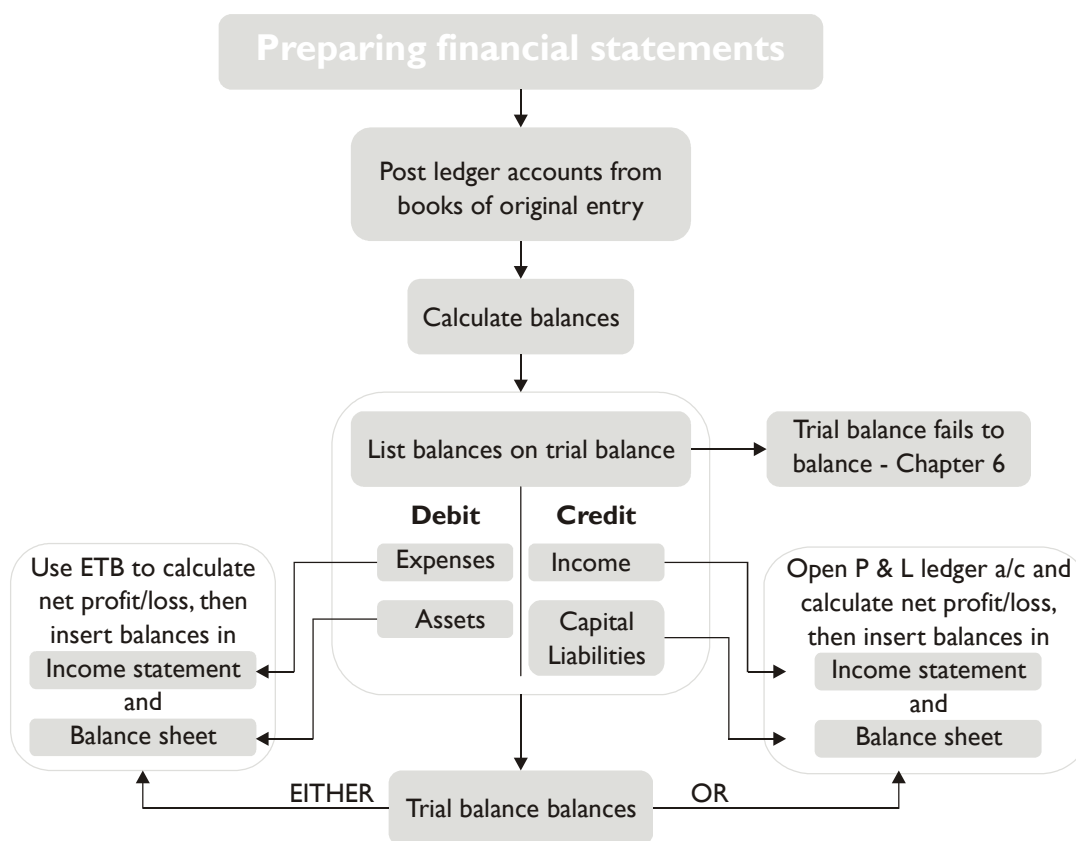 Preparing financial statements
Post ledger accounts from
books of original entry
Calculate balances
List balances on trial balance
Trial balance fails to
balance - Chapter 6
Debit
Credit
Expenses
Income
Assets
Capital
Liabilities
Use ETB to calculate
net profit/loss, then
insert balances in
Income statement
and
Balance sheet
Open P & L ledger a/c and
calculate net profit/loss,
then insert balances in
Income statement
and
Balance sheet
EITHER
Trial balance balances
OR